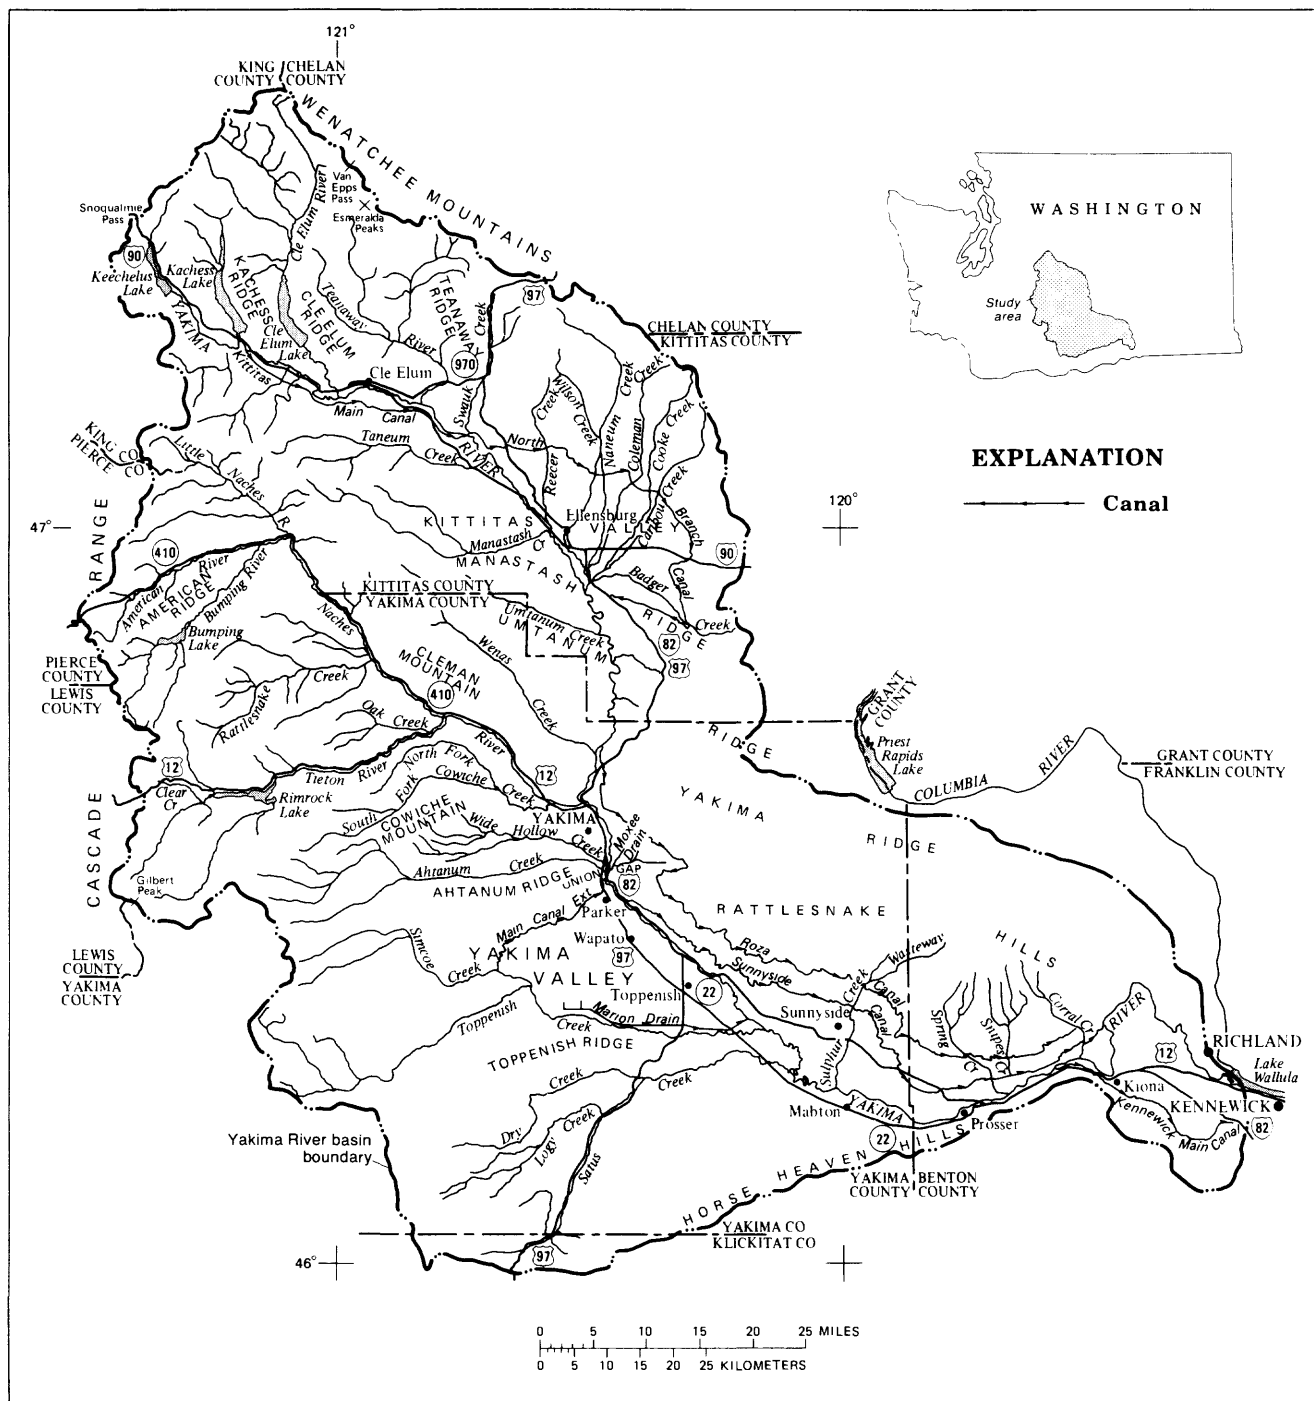 121°
KING CHELAN
COUNTY COUNTY
WENATCHEE MOUNTAINS
Van
Epps
Pass
Esmeralda
Peaks
Snoqualmie
Pass
Cle Elum River
90
Keechelus
Lake
Kachess
Lake
KACHESS
RIDGE
CLE ELUM
RIDGE
Cle
Elum
Lake
Teanaway
River
TEANAWAY
RIDGE
Creek
97
970
WASHINGTON
Study
area
CHELAN COUNTY
KITTITAS COUNTY
YAKIMA
Kittitas
Cle Elum
Main Canal
Swauk
RIVER
North
Taneum
Creek
Creek
Wilson Creek
Reecer
Naneum Creek
Coleman Creek
Cooke Creek
Caribou Creek
KING CO
PIERCE CO
Little
Naches
R
EXPLANATION
Canal
47°
120°
RANGE
410
American River
AMERICAN
RIDGE
Bumping River
Bumping
Lake
KITTITAS
VALLEY
Ellensburg
Manastash
Cr
MANASTASH
Branch
Canal
90
Badger
Creek
RIDGE
KITTITAS COUNTY
YAKIMA COUNTY
Umtanum Creek
UMTANUM
82
97
Naches
CLEMAN
MOUNTAIN
410
Wenas
Creek
PIERCE
COUNTY
LEWIS
COUNTY
Rattlesnake
Creek
Oak Creek
River
RIDGE
GRANT
COUNTY
Priest
Rapids
Lake
COLUMBIA
RIVER
GRANT COUNTY
FRANKLIN COUNTY
12
Clear
Cr
Tieton River
Rimrock
Lake
North Fork
Cowiche
Creek
South Fork
COWICHE
MOUNTAIN
12
YAKIMA
RIDGE
YAKIMA
Wide Hollow
Creek
Moxee
Drain
CASCADE
Gilbert
Peak
Ahtanum Creek
AHTANUM RIDGE
UNION
GAP
82
Main Canal Ext
Parker
RATTLESNAKE
HILLS
LEWIS
COUNTY
YAKIMA
COUNTY
Simcoe
Creek
YAKIMA
VALLEY
Wapato
97
Roza
Canal
Sunnyside
Canal
Wasteway
Toppenish
22
Sunnyside
Sulphur Creek
Spring
Cr
Snipes
Cr
Corral Cr
RIVER
Toppenish
Creek
Marion Drain
TOPPENISH RIDGE
RICHLAND
12
Lake
Wallula
Kiona
KENNEWICK
Kennewick
Main Canal
82
Creek
Creek
Dry
Logy Creek
Satus
Mabton
YAKIMA
Prosser
22
Yakima River basin
boundary
HORSE HEAVEN HILLS
YAKIMA BENTON
COUNTY COUNTY
YAKIMA CO
KLICKITAT CO
46°
97
0 5 10 15 20 25 MILES
0 5 10 15 20 25 KILOMETERS